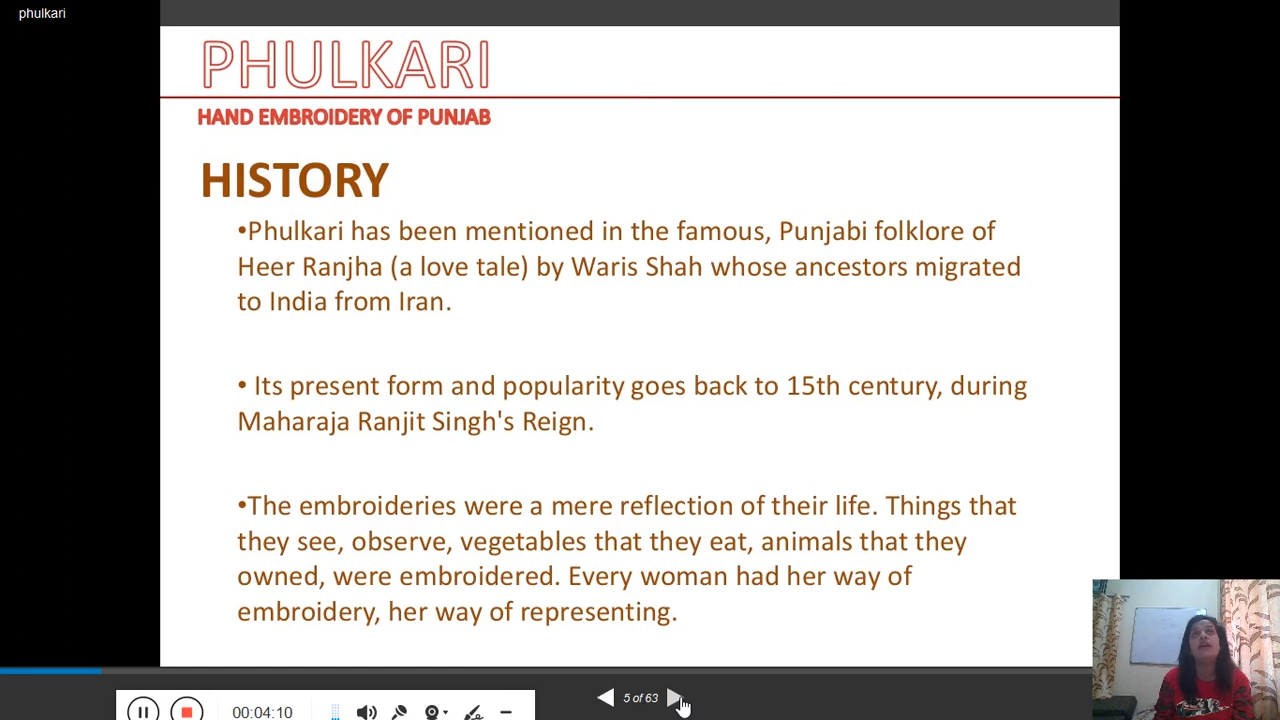 phulkari
PHULKARI
HAND EMBROIDERY OF PUNJAB
HISTORY
•Phulkari has been mentioned in the famous, Punjabi folklore of
Heer Ranjha (a love tale) by Waris Shah whose ancestors migrated
to India from Iran.
• Its present form and popularity goes back to 15th century, during
Maharaja Ranjit Singh's Reign.
•The embroideries were a mere reflection of their life. Things that
they see, observe, vegetables that they eat, animals that they
owned, were embroidered. Every woman had her way of
embroidery, her way of representing.
5 of 63
00:04:10